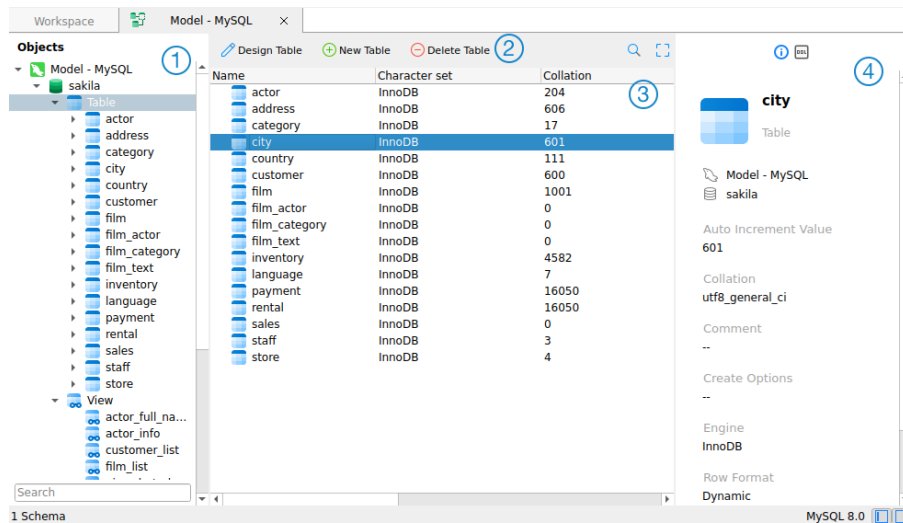 Workspace
Model - MySQL ×
Objects
1
Model - MySQL
sakila
Table
actor
address
category
city
country
customer
film
film_actor
film_category
film_text
inventory
language
payment
rental
sales
staff
store
View
actor_full_na...
actor_info
customer_list
film_list
Search
1 Schema
Design Table New Table Delete Table 2
Name Character set Collation
3
actor InnoDB 204
address InnoDB 606
category InnoDB 17
city InnoDB 601
country InnoDB 111
customer InnoDB 600
film InnoDB 1001
film_actor InnoDB 0
film_category InnoDB 0
film_text InnoDB 0
inventory InnoDB 4582
language InnoDB 7
payment InnoDB 16050
rental InnoDB 16050
sales InnoDB 0
staff InnoDB 3
store InnoDB 4
DDL
4
city
Table
Model - MySQL
sakila
Auto Increment Value
601
Collation
utf8_general_ci
Comment
--
Create Options
--
Engine
InnoDB
Row Format
Dynamic
MySQL 8.0